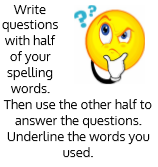 Write
questions
with half
of your
spelling
words.
Then use the other half to
answer the questions.
Underline the words you
used.